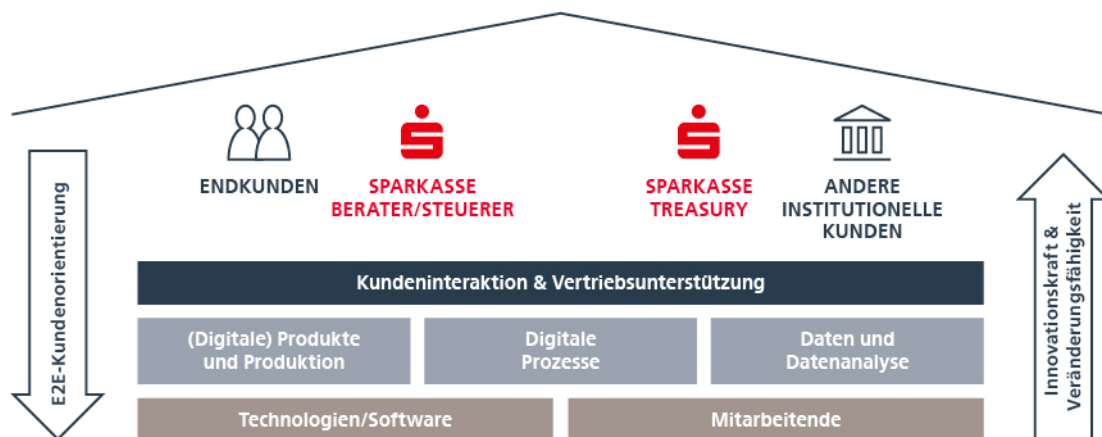 ENDKUNDEN
SPARKASSE
BERATER/STEUERER
SPARKASSE
TREASURY
ANDERE
INSTITUTIONELLE
KUNDEN
E2E-Kundenorientierung
Innovationskraft &
Veränderungsfähigkeit
Kundeninteraktion & Vertriebsunterstützung
(Digitale) Produkte
und Produktion
Digitale
Prozesse
Daten und
Datenanalyse
Technologien/Software
Mitarbeitende